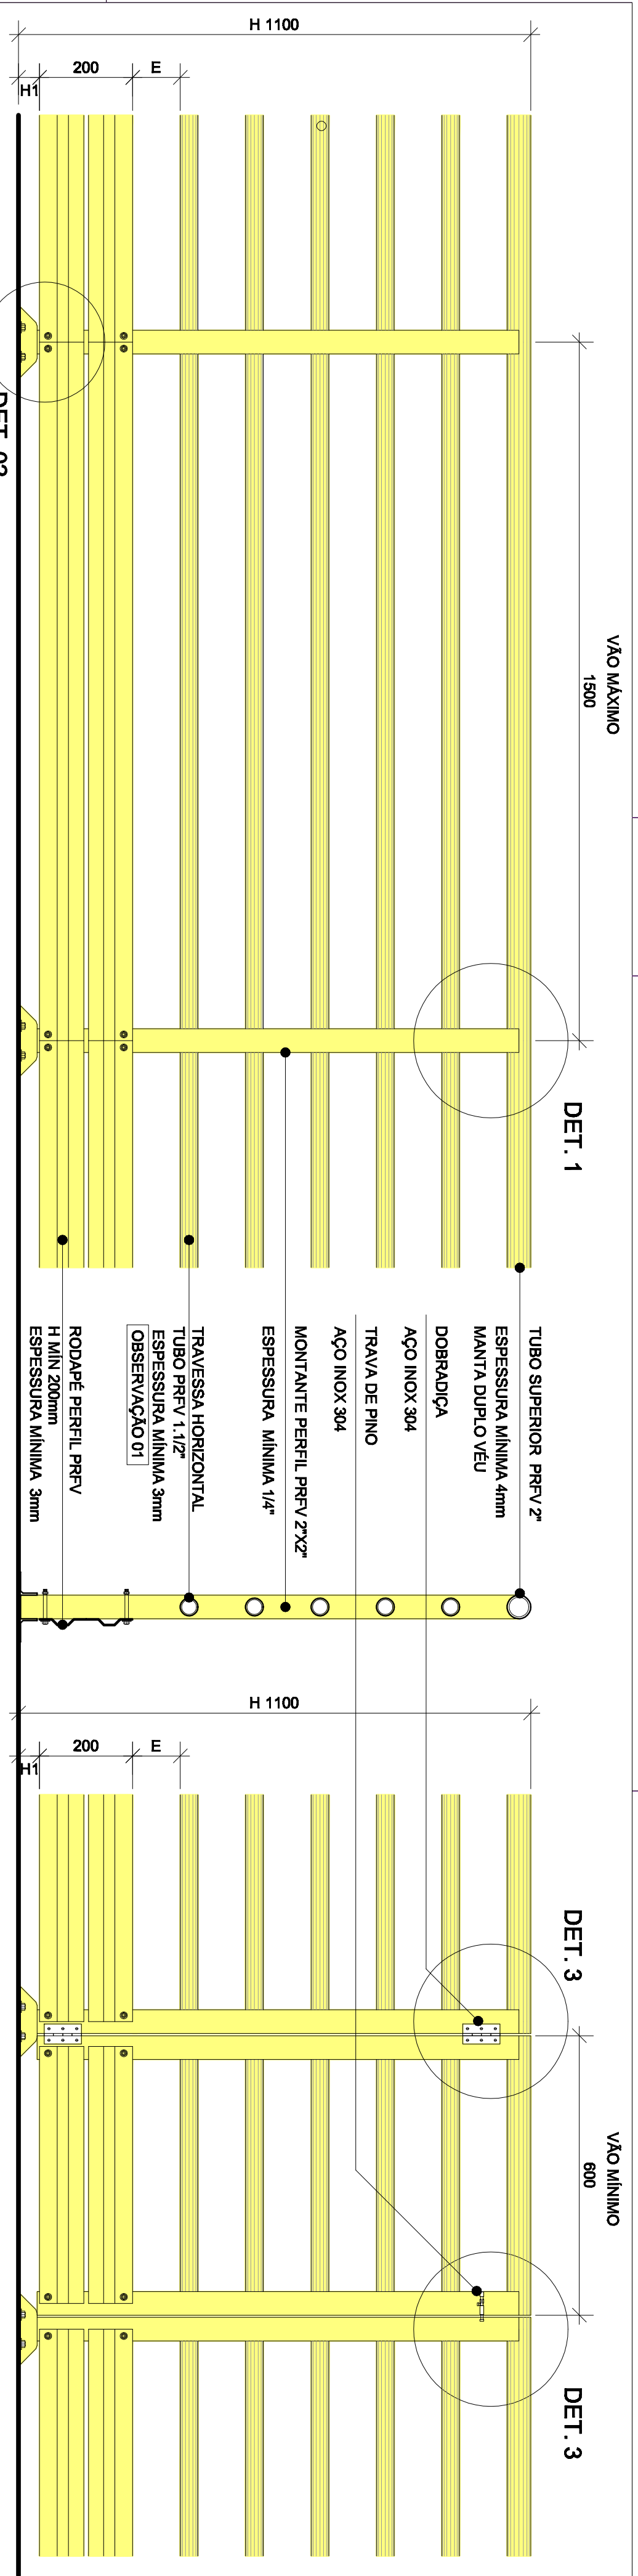 H 1100
200
E
H1
VÃO MÁXIMO
1500
DET. 1
TUBO SUPERIOR PRFV 2"
ESPESSURA MÍNIMA 4mm
MANTA DUPLO VÉU
DOBRADIÇA
AÇO INOX 304
TRAVA DE PINO
AÇO INOX 304
MONTANTE PERFIL PRFV 2"X2"
ESPESSURA MÍNIMA 1/4"
TRAVESSA HORIZONTAL
TUBO PRFV 1.1/2"
ESPESSURA MÍNIMA 3mm
OBSERVAÇÃO 01
RODAPÉ PERFIL PRFV
H MÍN 200mm
ESPESSURA MÍNIMA 3mm
H 1100
200
E
H1
DET. 3
VÃO MÍNIMO
600
DET. 3